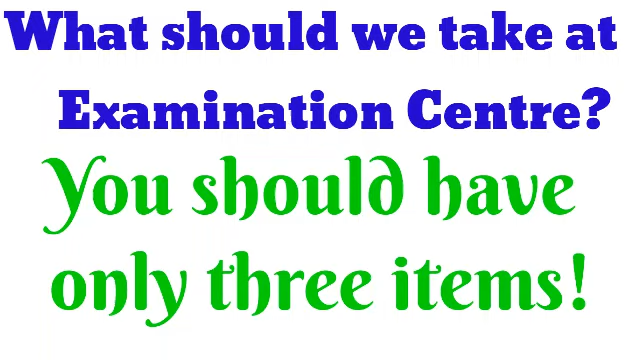 What should we take at
Examination Centre?
You should have
only three items!